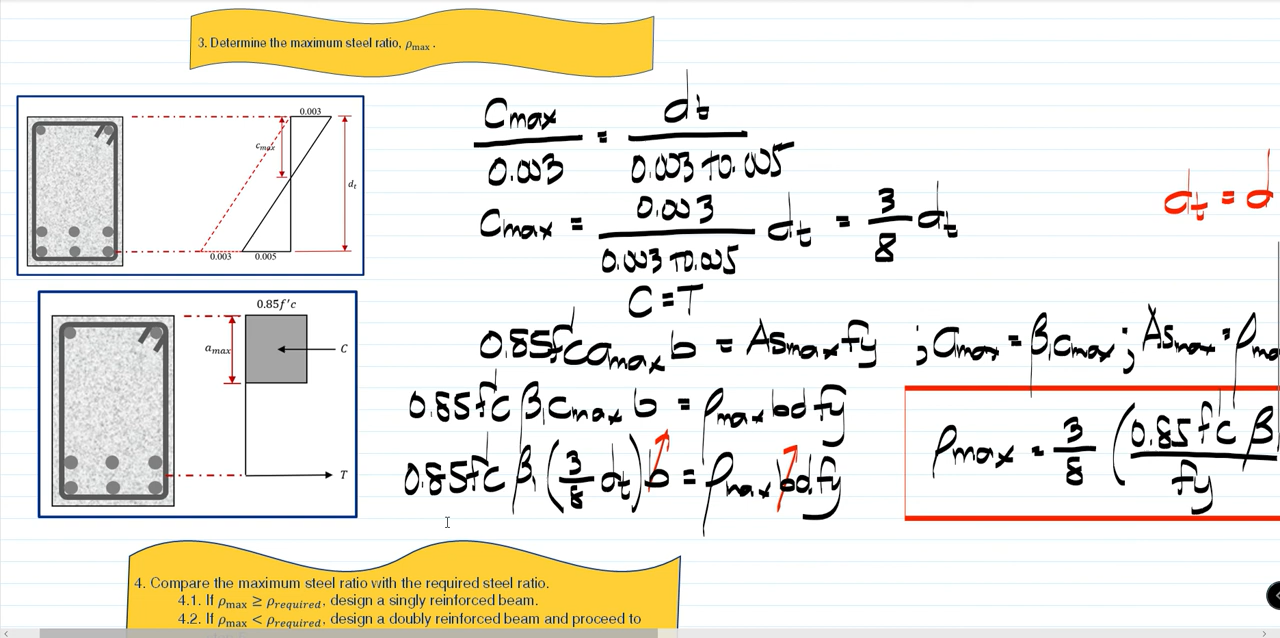 3. Determine the maximum steel ratio, ρmax .
0.003
cmax
dt
0.003 0.005
Cmax / 0.003 = dt / 0.003+0.005
Cmax = 0.003 / 0.003+0.005 dt = 3/8 dt
dt = d
C = T
0.85f'c amax b = Asmax fy ; amax = β1 cmax ; Asmax = ρma
0.85f'c β1 cmax b = ρmax bd fy
0.85f'c β1 (3/8 dt) b = ρmax bd fy
ρmax = 3/8 (0.85 f'c β / fy
0.85f'c
amax
C
T
4. Compare the maximum steel ratio with the required steel ratio.
4.1. If ρmax ≥ ρrequired, design a singly reinforced beam.
4.2. If ρmax < ρrequired, design a doubly reinforced beam and proceed to